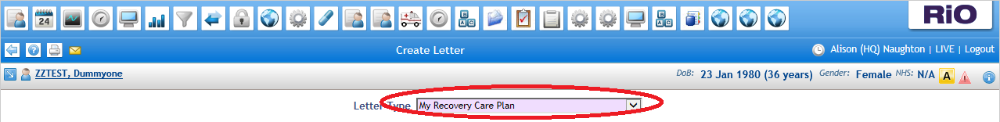 24
B
A C
B
A C
B
A C
RiO
Create Letter
Alison (HQ) Naughton | LIVE | Logout
ZZTEST, Dummyone
DoB: 23 Jan 1980 (36 years) Gender: Female NHS: N/A A
Letter Type My Recovery Care Plan